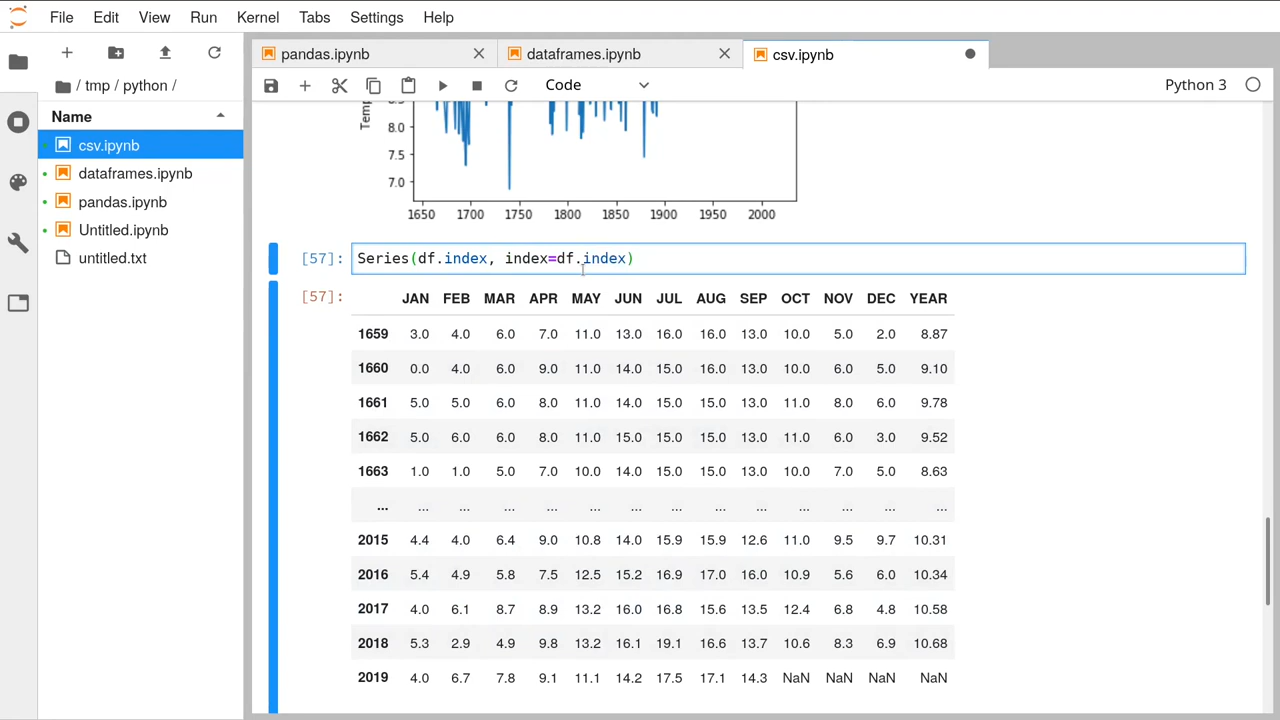 File Edit View Run Kernel Tabs Settings Help
pandas.ipynb dataframes.ipynb csv.ipynb
/ tmp / python /
Code Python 3
Name
csv.ipynb
dataframes.ipynb
pandas.ipynb
Untitled.ipynb
untitled.txt
Temp
8.5
8.0
7.5
7.0
1650 1700 1750 1800 1850 1900 1950 2000
[57]: Series(df.index, index=df.index)
[57]: JAN FEB MAR APR MAY JUN JUL AUG SEP OCT NOV DEC YEAR
1659 3.0 4.0 6.0 7.0 11.0 13.0 16.0 16.0 13.0 10.0 5.0 2.0 8.87
1660 0.0 4.0 6.0 9.0 11.0 14.0 15.0 16.0 13.0 10.0 6.0 5.0 9.10
1661 5.0 5.0 6.0 8.0 11.0 14.0 15.0 15.0 13.0 11.0 8.0 6.0 9.78
1662 5.0 6.0 6.0 8.0 11.0 15.0 15.0 15.0 13.0 11.0 6.0 3.0 9.52
1663 1.0 1.0 5.0 7.0 10.0 14.0 15.0 15.0 13.0 10.0 7.0 5.0 8.63
... ... ... ... ... ... ... ... ... ... ... ... ... ...
2015 4.4 4.0 6.4 9.0 10.8 14.0 15.9 15.9 12.6 11.0 9.5 9.7 10.31
2016 5.4 4.9 5.8 7.5 12.5 15.2 16.9 17.0 16.0 10.9 5.6 6.0 10.34
2017 4.0 6.1 8.7 8.9 13.2 16.0 16.8 15.6 13.5 12.4 6.8 4.8 10.58
2018 5.3 2.9 4.9 9.8 13.2 16.1 19.1 16.6 13.7 10.6 8.3 6.9 10.68
2019 4.0 6.7 7.8 9.1 11.1 14.2 17.5 17.1 14.3 NaN NaN NaN NaN